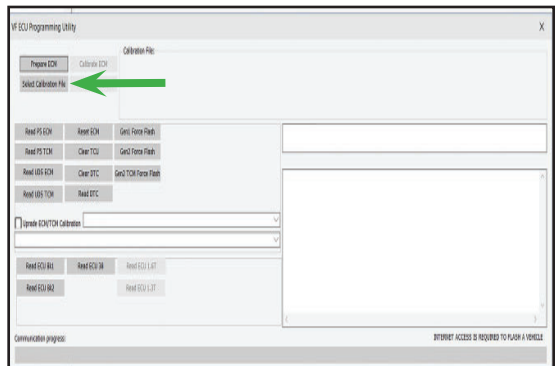 VF ECU Programming Utility X
Calibration File:
Prepare ECM Calibrate ECM
Select Calibration File
Read PS ECM Reset ECM Gen1 Force Flash
Read PS TCM Clear TCU Gen2 Force Flash
Read UDS ECM Clear DTC Gen2 TCM Force Flash
Read UDS TCM Read DTC
Uprade ECM/TCM Calibration
Read ECU Bk1 Read ECU 38 Read ECU 1.6T
Read ECU Bk2 Read ECU 1.3T
Communication progress: INTERNET ACCESS IS REQUIRED TO FLASH A VEHICLE